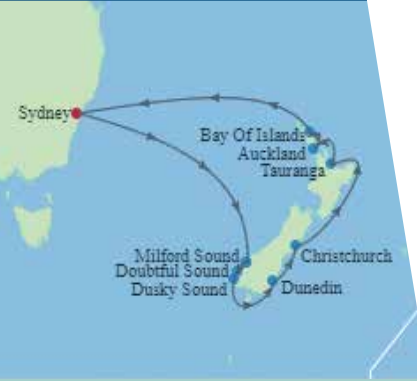 Sydney
Bay Of Islands
Auckland
Tauranga
Milford Sound
Christchurch
Doubtful Sound
Dusky Sound
Dunedin